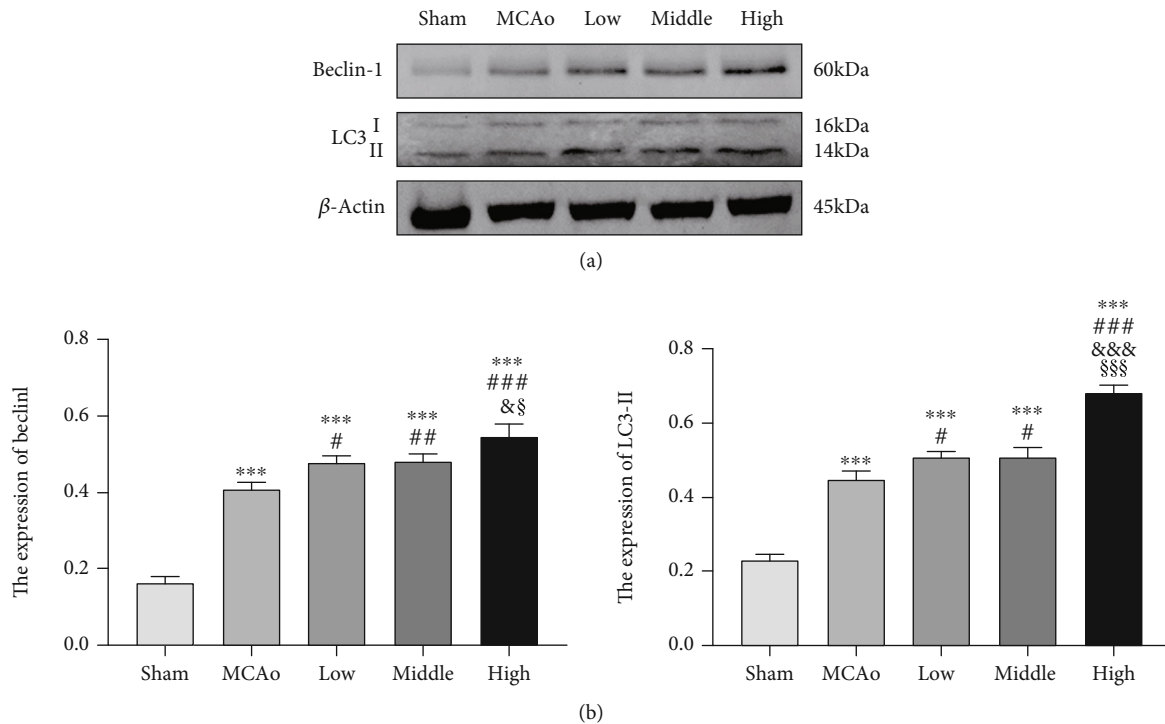 Sham MCAo Low Middle High
Beclin-1 60kDa
LC3 I 16kDa
II 14kDa
β-Actin 45kDa
(a)
The expression of beclinl
0.8
0.6
0.4
0.2
0.0
***
***
#
***
##
***
###
&§
Sham MCAo Low Middle High
The expression of LC3-II
0.8
0.6
0.4
0.2
0.0
***
***
#
***
#
***
###
&&&
§§§
Sham MCAo Low Middle High
(b)